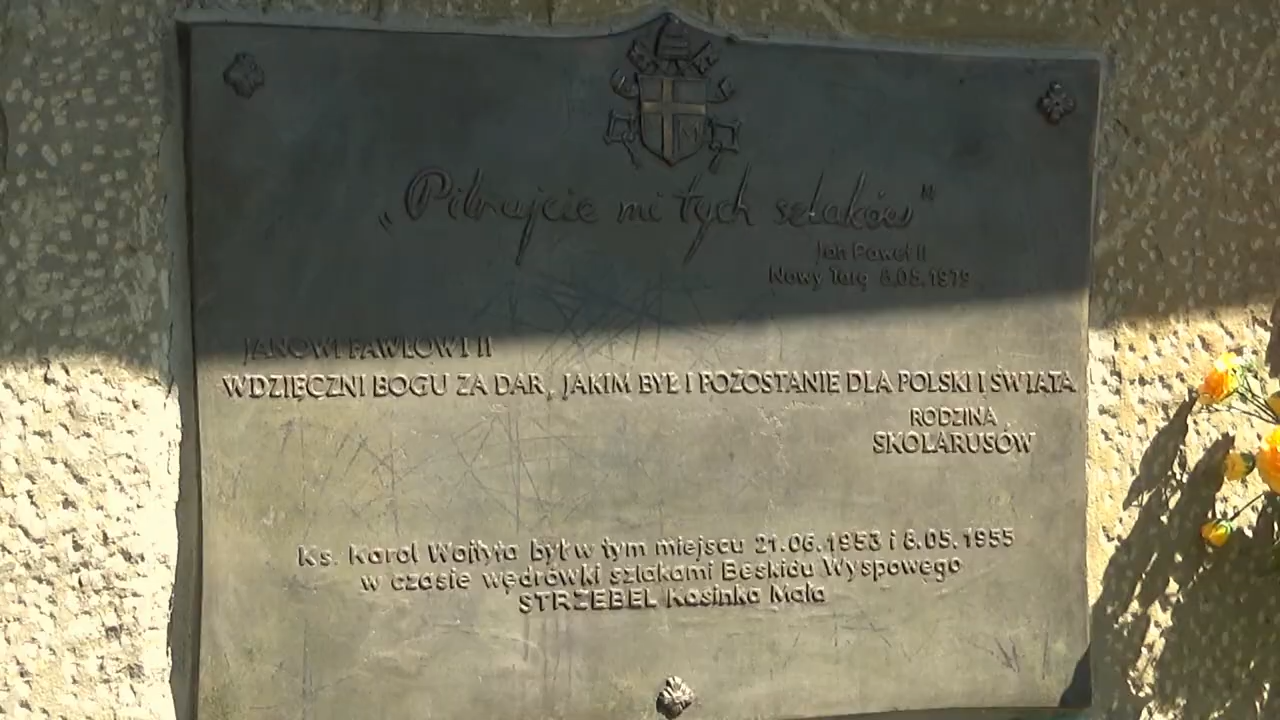 „Pilnujcie mi tych szlaków”
Jan Paweł II
Nowy Targ 8.05.1979
JANOWI PAWŁOWI II
WDZIĘCZNI BOGU ZA DAR, JAKIM BYŁ I POZOSTANIE DLA POLSKI I ŚWIATA
RODZINA
SKOLARUSÓW
Ks. Karol Wojtyła był w tym miejscu 21.06.1953 i 8.05.1955
w czasie wędrówki szlakami Beskidu Wyspowego
STRZEBEL Kasinka Mała